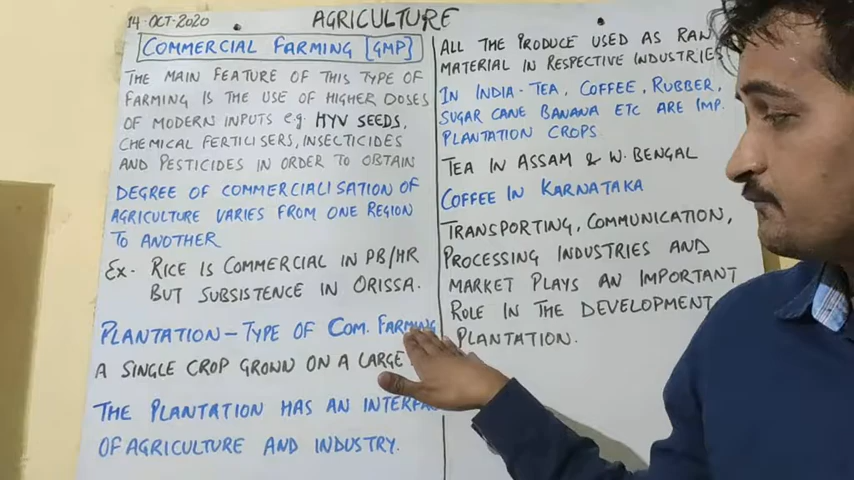 14-OCT-2020
AGRICULTURE
COMMERCIAL FARMING [GMP]
THE MAIN FEATURE OF THIS TYPE OF
FARMING IS THE USE OF HIGHER DOSES
OF MODERN INPUTS eg. HYV SEEDS,
CHEMICAL FERTILISERS, INSECTICIDES
AND PESTICIDES IN ORDER TO OBTAIN
DEGREE OF COMMERCIALISATION OF
AGRICULTURE VARIES FROM ONE REGION
TO ANOTHER
EX- RICE IS COMMERCIAL IN PB/HR
BUT SUBSISTENCE IN ORISSA.
PLANTATION-TYPE OF COM. FARMING
A SINGLE CROP GROWN ON A LARGE
THE PLANTATION HAS AN
OF AGRICULTURE AND INDUSTRY.
ALL THE PRODUCE USED AS RAW
MATERIAL IN RESPECTIVE INDUSTRIES
IN INDIA- TEA, COFFEE, RUBBER,
SUGAR CANE BANANA ETC ARE IMP.
PLANTATION CROPS
TEA IN ASSAM & W. BENGAL
COFFEE IN KARNATAKA
TRANSPORTING, COMMUNICATION,
PROCESSING INDUSTRIES AND
MARKET PLAYS AN IMPORTANT
ROLE IN THE DEVELOPMENT
PLANTATION.